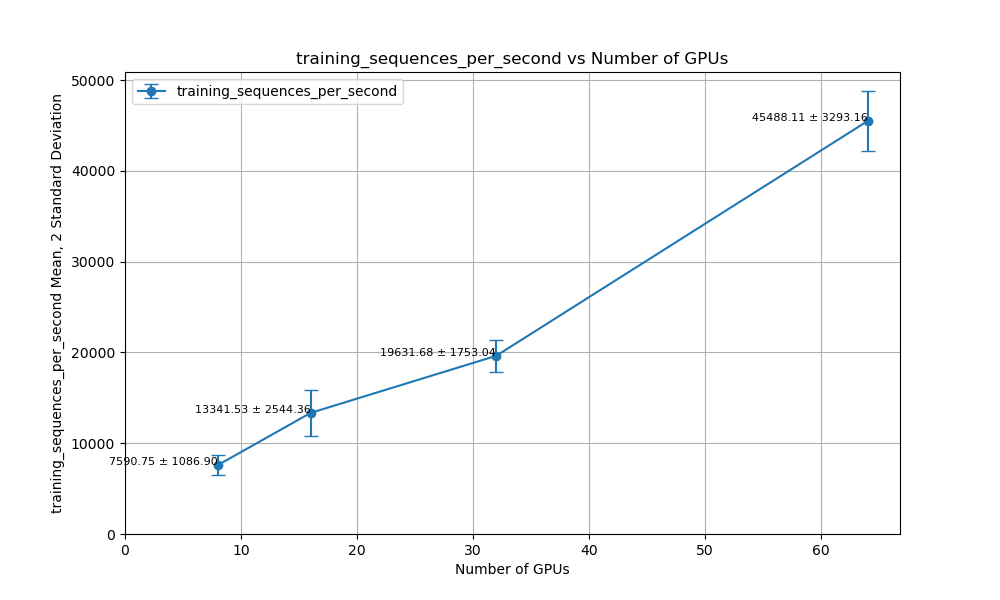 training_sequences_per_second vs Number of GPUs
training_sequences_per_second Mean, 2 Standard Deviation
50000
40000
30000
20000
10000
0
training_sequences_per_second
45488.11 ± 3293.16
19631.68 ± 1753.04
13341.53 ± 2544.36
7590.75 ± 1086.90
0 10 20 30 40 50 60
Number of GPUs